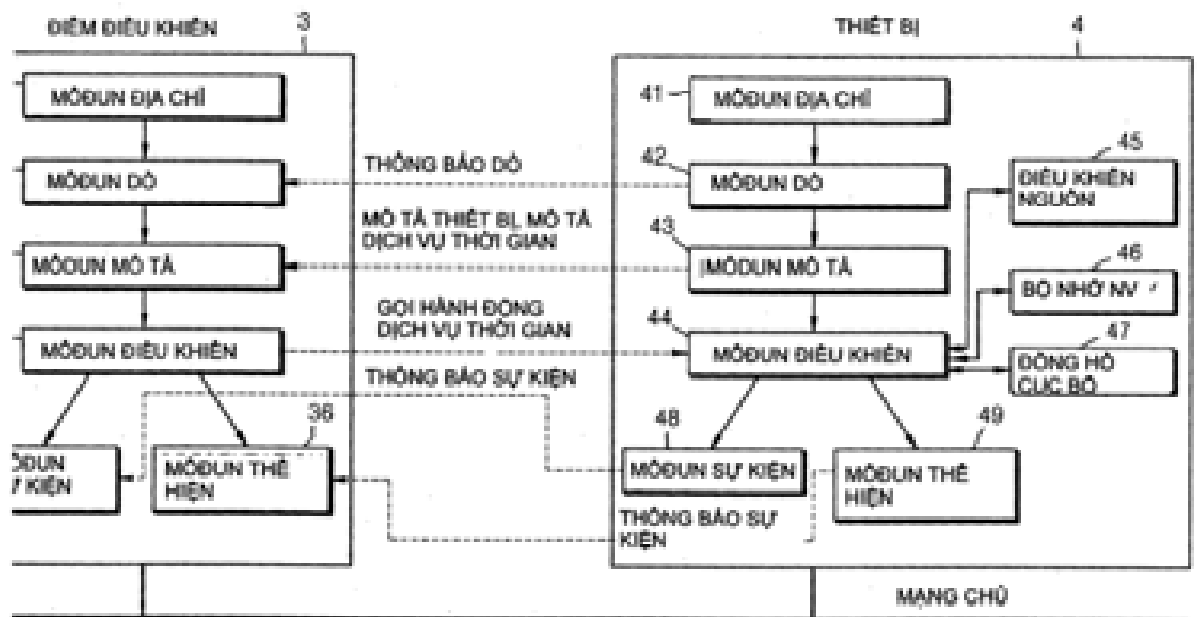 ĐIỂM ĐIỀU KHIỂN
3
MÔĐUN ĐỊA CHỈ
MÔĐUN DÒ
MÔĐUN MÔ TẢ
MÔĐUN ĐIỀU KHIỂN
36
MÔĐUN THỂ
HIỆN
THÔNG BÁO DÒ
MÔ TẢ THIẾT BỊ, MÔ TẢ
DỊCH VỤ THỜI GIAN
GỌI HÀNH ĐỘNG
DỊCH VỤ THỜI GIAN
THÔNG BÁO SỰ KIỆN
THÔNG BÁO SỰ
KIỆN
THIẾT BỊ
4
41
MÔĐUN ĐỊA CHỈ
42
MÔĐUN DÒ
43
MÔĐUN MÔ TẢ
44
MÔĐUN ĐIỀU KHIỂN
45
ĐIỀU KHIỂN
NGUỒN
46
BỘ NHỚ NV
47
ĐỒNG HỒ
CỤC BỘ
48
MÔĐUN SỰ KIỆN
49
MÔĐUN THỂ
HIỆN
MẠNG CHỦ